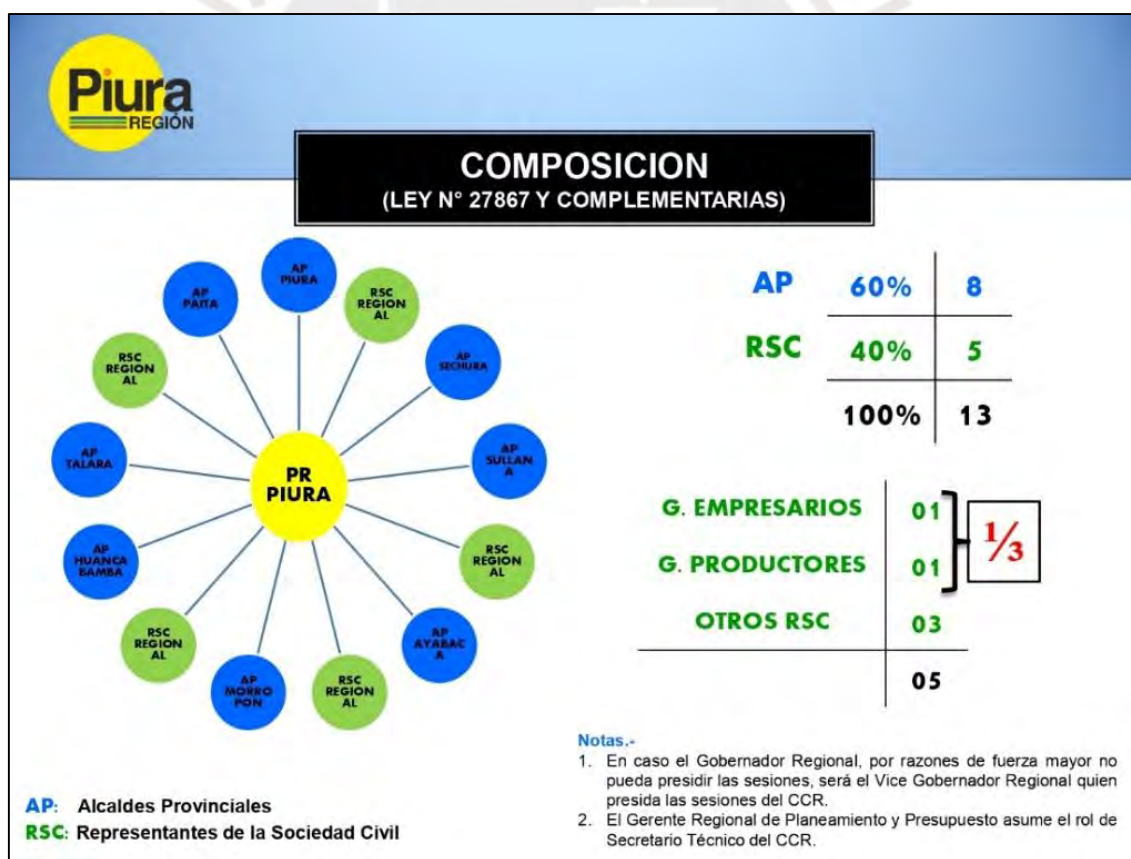 Piura
REGIÓN
COMPOSICION
(LEY N° 27867 Y COMPLEMENTARIAS)
AP
PIURA
RSC
REGION
AL
AP
SECHURA
AP
SULLAN
A
RSC
REGION
AL
AP
AYABAC
A
RSC
REGION
AL
AP
MORRO
PON
RSC
REGION
AL
AP
HUANCA
BAMBA
AP
TALARA
RSC
REGION
AL
AP
PAITA
PR
PIURA
AP 60% 8
RSC 40% 5
100% 13
G. EMPRESARIOS 01
G. PRODUCTORES 01
1/3
OTROS RSC 03
05
AP: Alcaldes Provinciales
RSC: Representantes de la Sociedad Civil
Notas.-
1. En caso el Gobernador Regional, por razones de fuerza mayor no
pueda presidir las sesiones, será el Vice Gobernador Regional quien
presida las sesiones del CCR.
2. El Gerente Regional de Planeamiento y Presupuesto asume el rol de
Secretario Técnico del CCR.